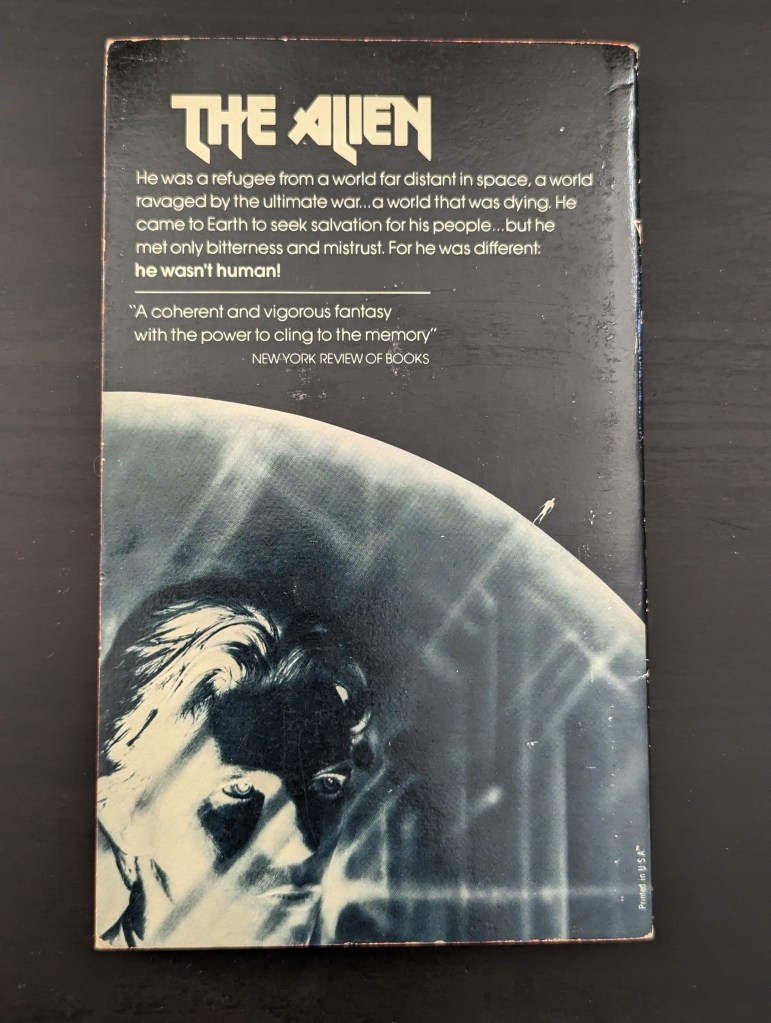 THE ALIEN
He was a refugee from a world far distant in space, a world
ravaged by the ultimate war...a world that was dying. He
came to Earth to seek salvation for his people...but he
met only bitterness and mistrust. For he was different:
he wasn't human!
"A coherent and vigorous fantasy
with the power to cling to the memory"
NEW YORK REVIEW OF BOOKS
Printed in U S A™